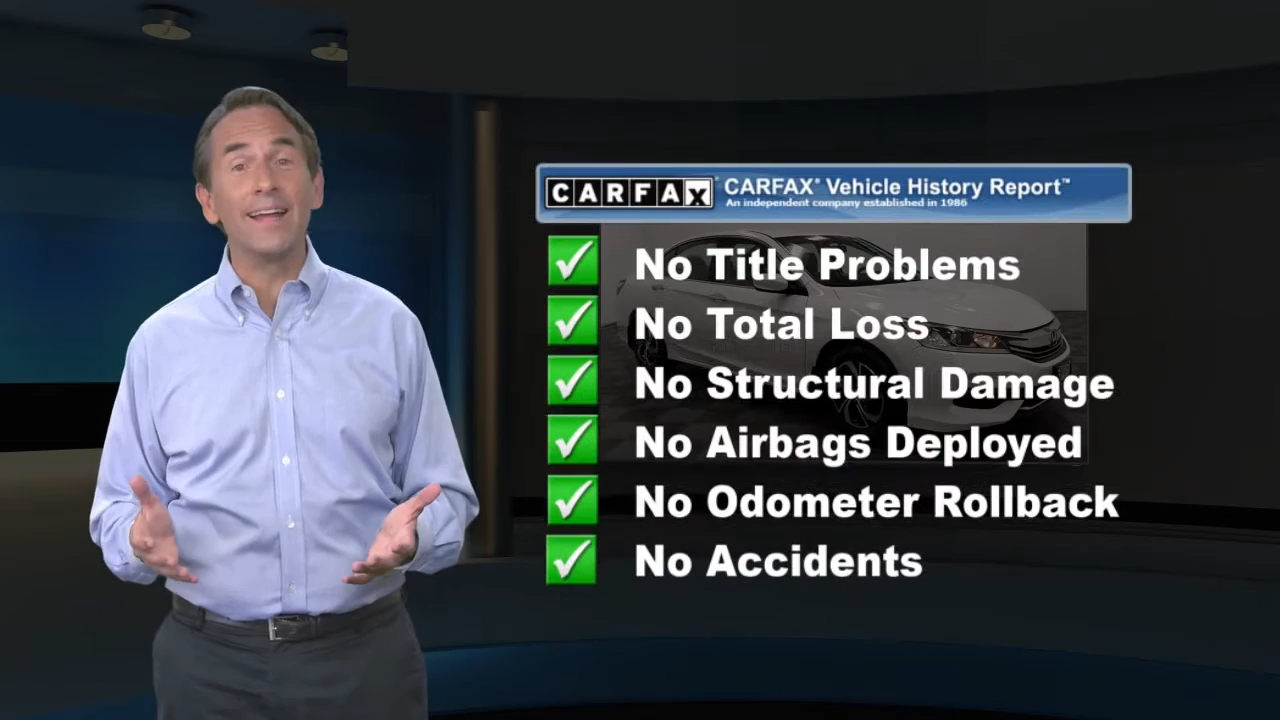 CARFAX® CARFAX® Vehicle History Report™
An independent company established in 1986
No Title Problems
No Total Loss
No Structural Damage
No Airbags Deployed
No Odometer Rollback
No Accidents